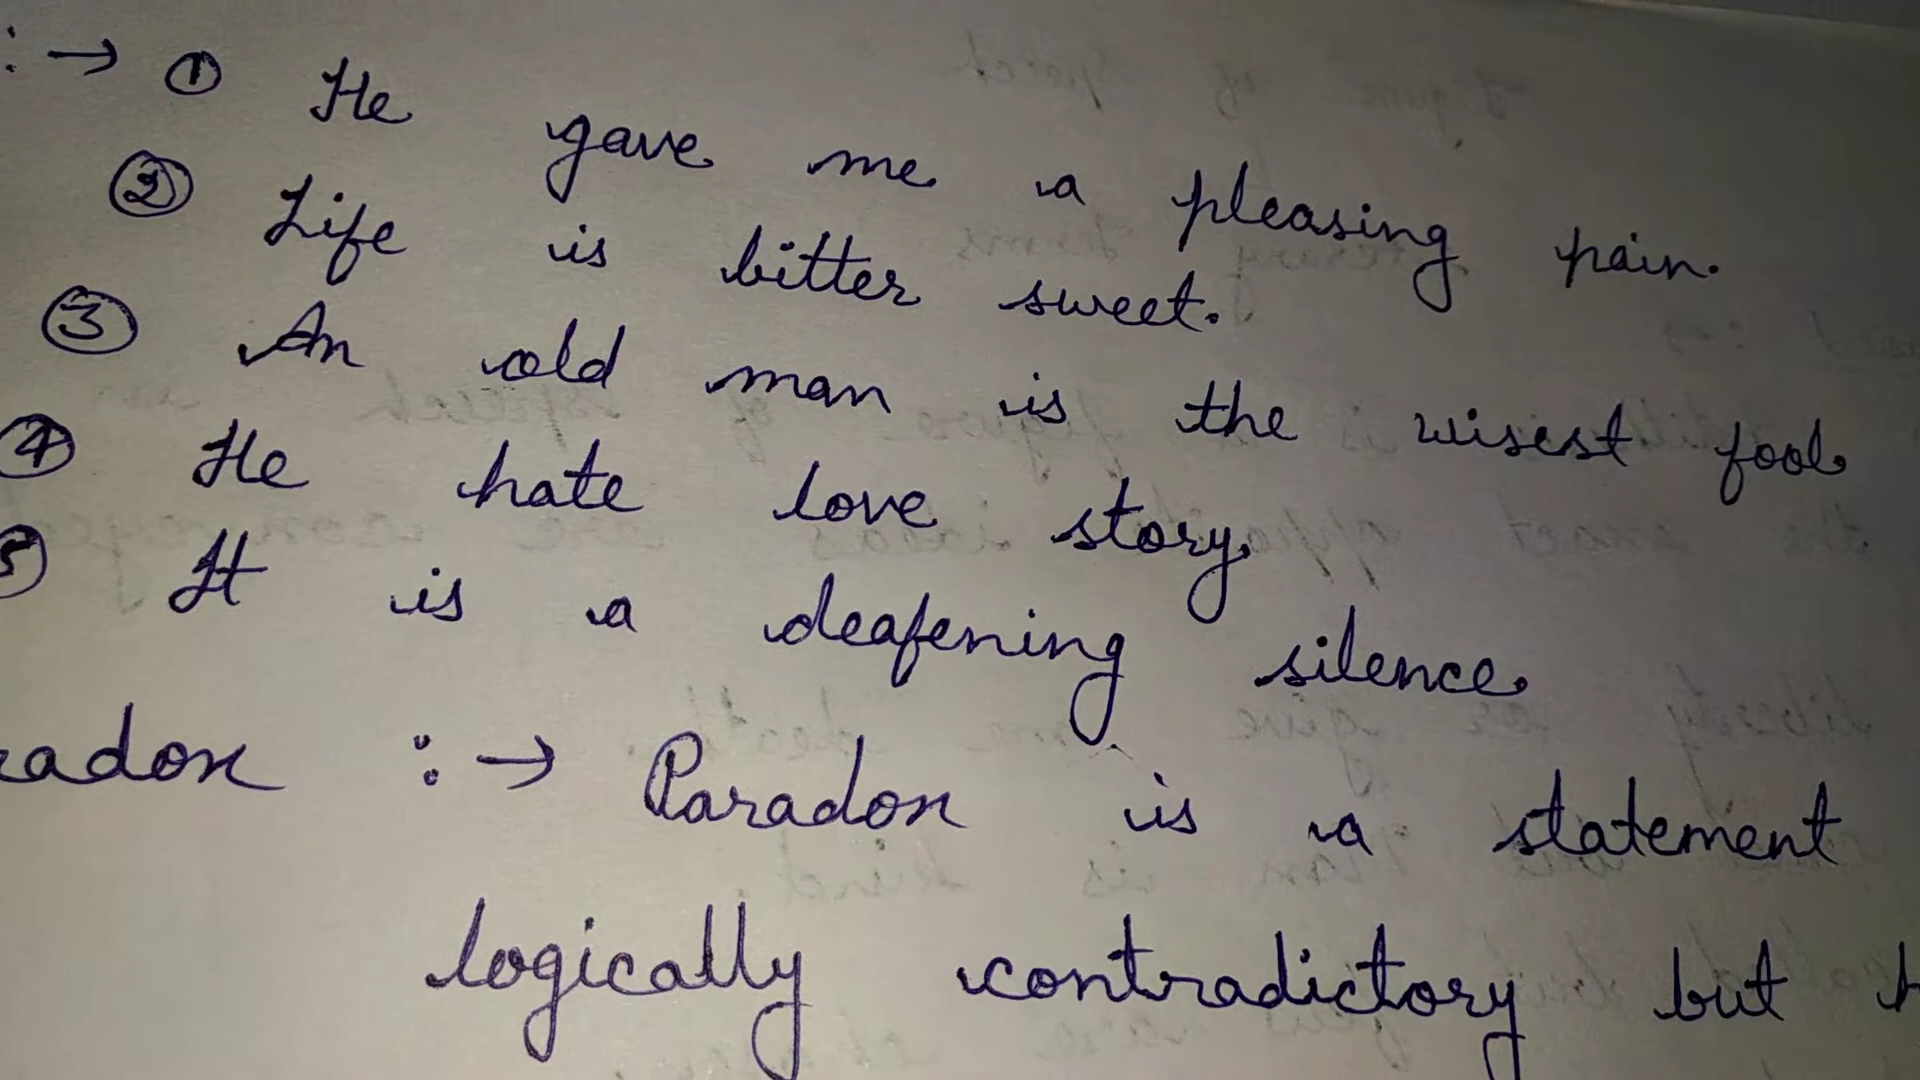 :→ ① He gave me a pleasing pain.
② Life is bitter sweet.
③ An old man is the wisest fool.
④ He hate love story.
5 It is a deafening silence.
radox :→ Paradox is a statement
logically contradictory but